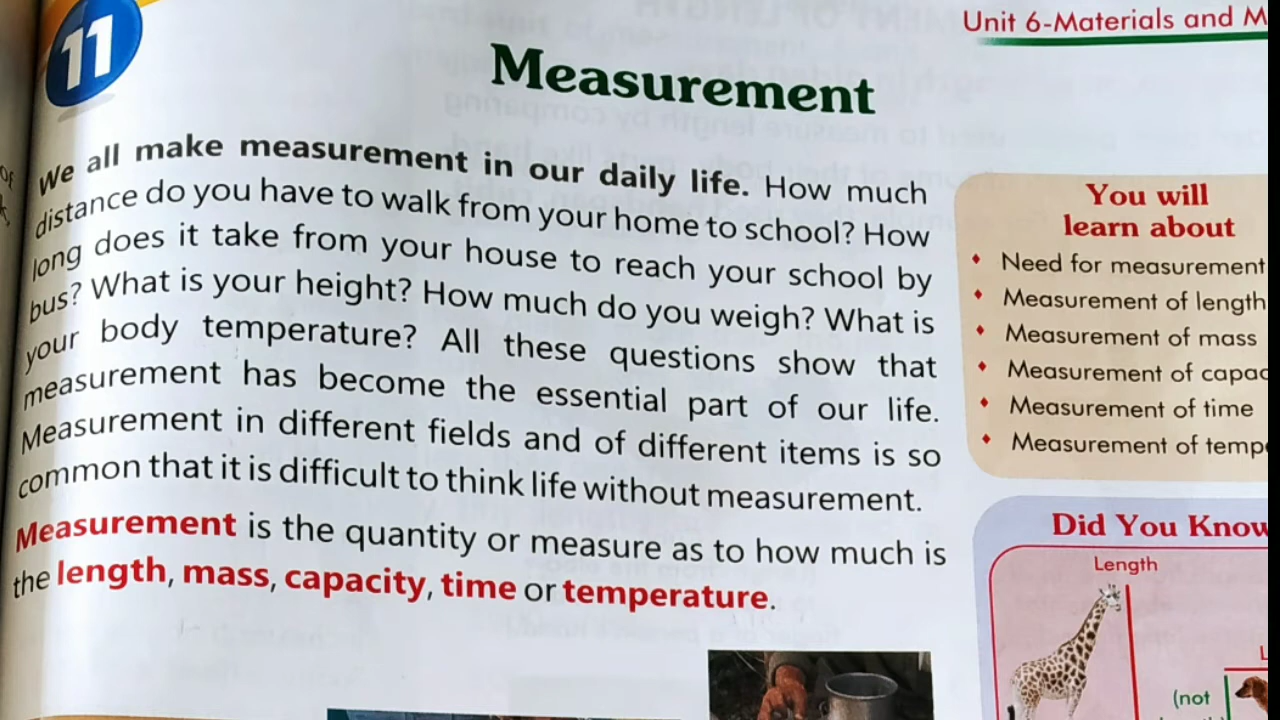 11
Unit 6-Materials and M
Measurement
We all make measurement in our daily life. How much
distance do you have to walk from your home to school? How
long does it take from your house to reach your school by
bus? What is your height? How much do you weigh? What is
your body temperature? All these questions show that
measurement has become the essential part of our life.
Measurement in different fields and of different items is so
common that it is difficult to think life without measurement.
Measurement is the quantity or measure as to how much is
the length, mass, capacity, time or temperature.
You will
learn about
♦ Need for measurement
♦ Measurement of length
♦ Measurement of mass
♦ Measurement of capac
♦ Measurement of time
♦ Measurement of tempe
Did You Know
Length
(not